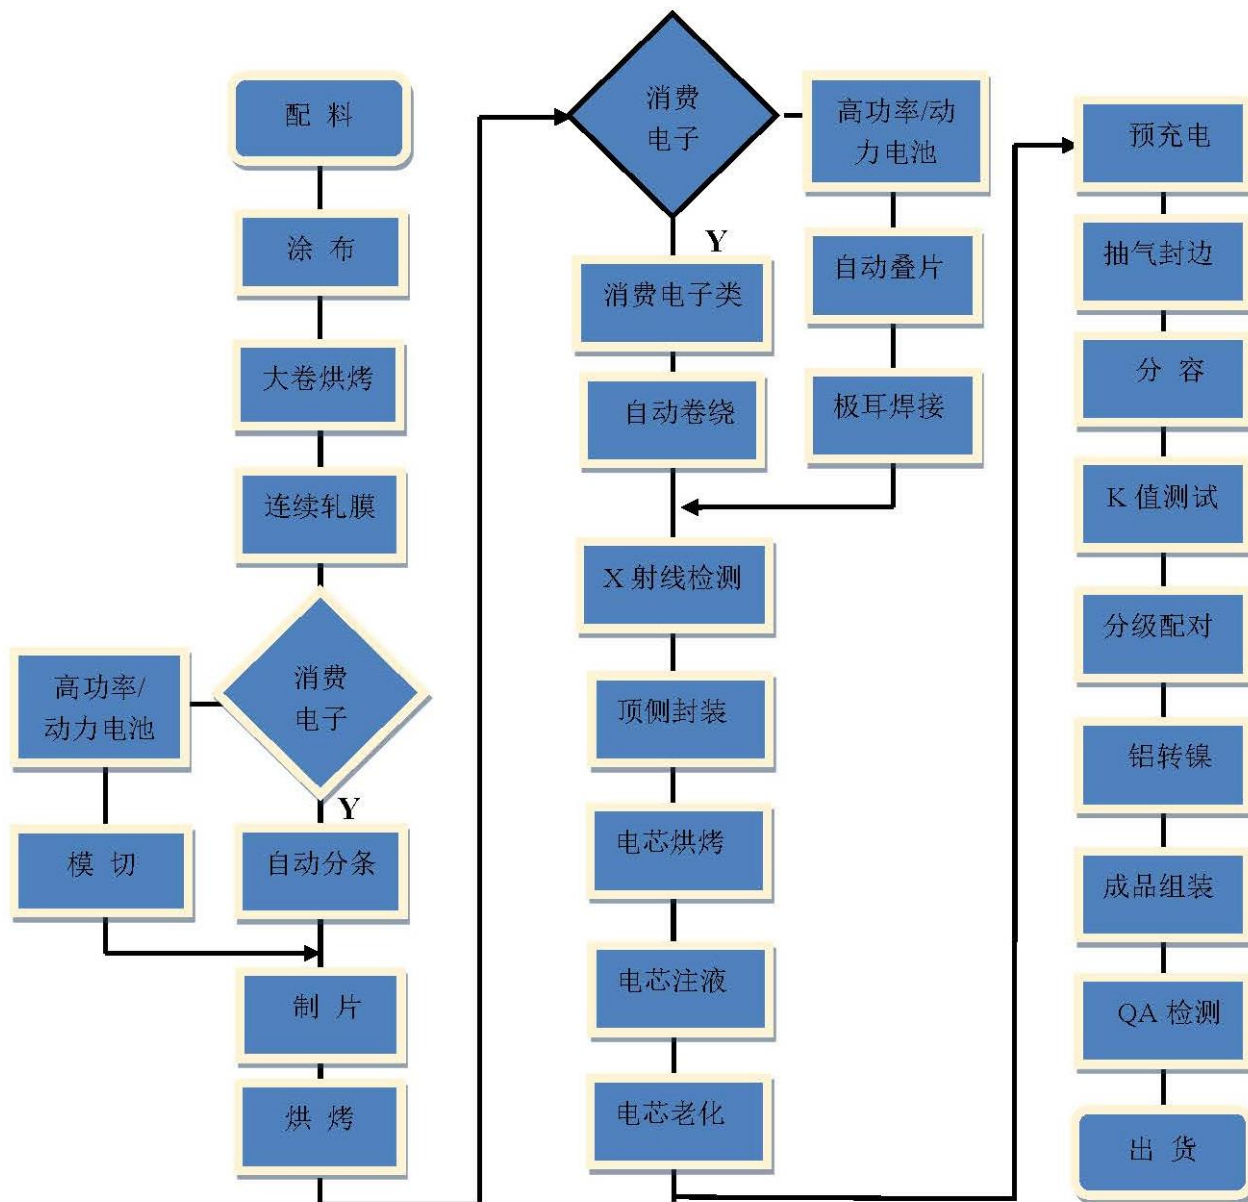 配 料
涂 布
大卷烘烤
连续轧膜
消费
电子
高功率/
动力电池
Y
模 切
自动分条
制 片
烘 烤
消费
电子
高功率/动
力电池
Y
消费电子类
自动叠片
自动卷绕
极耳焊接
X 射线检测
顶侧封装
电芯烘烤
电芯注液
电芯老化
预充电
抽气封边
分 容
K 值测试
分级配对
铝转镍
成品组装
QA 检测
出 货